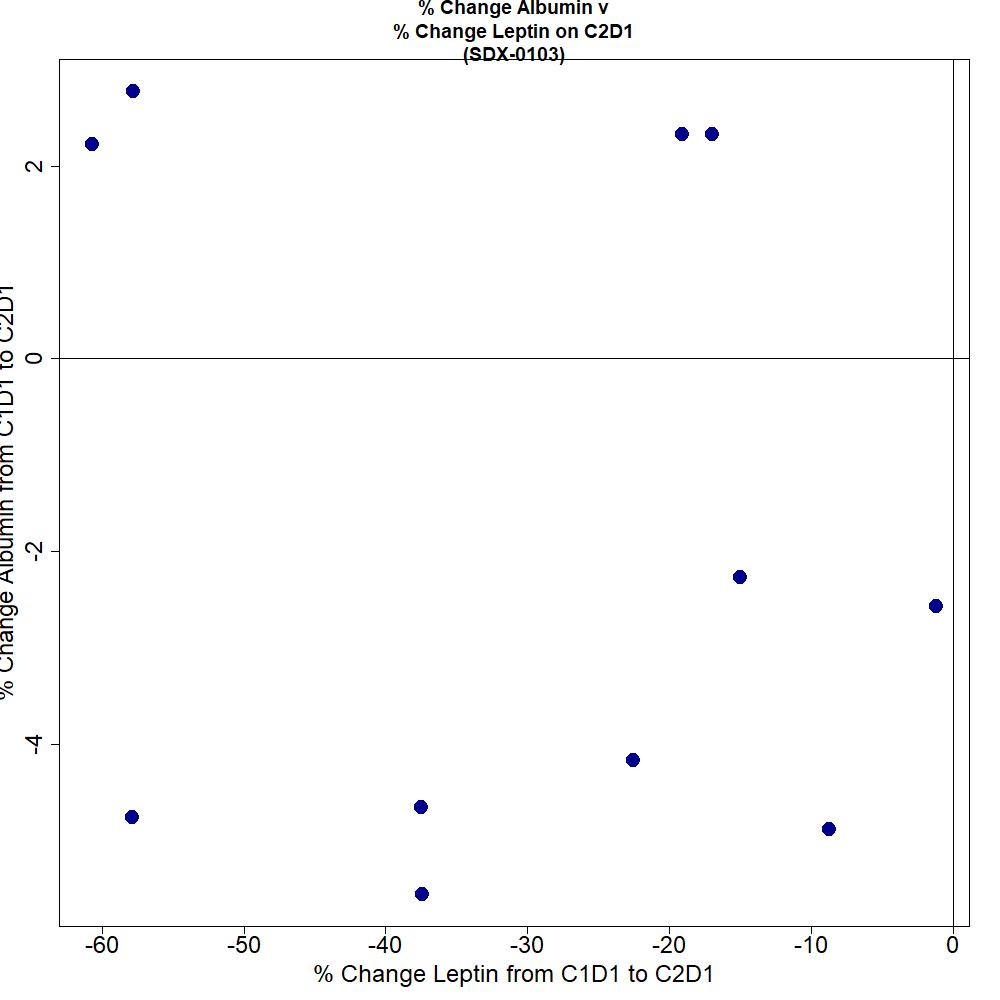 % Change Albumin v
% Change Leptin on C2D1
(SDX-0103)
% Change Albumin from C1D1 to C2D1
2
0
-2
-4
-60 -50 -40 -30 -20 -10 0
% Change Leptin from C1D1 to C2D1